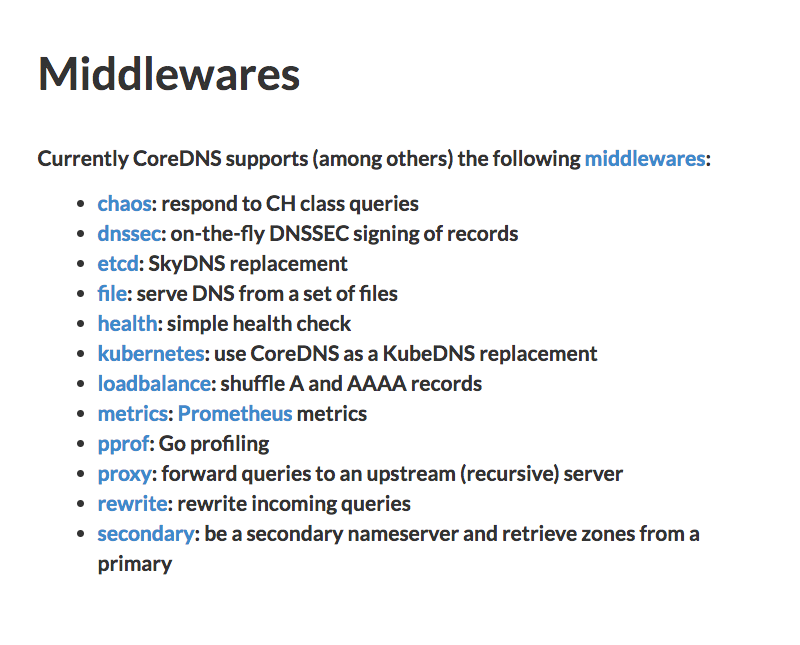 Middlewares
Currently CoreDNS supports (among others) the following middlewares:
• chaos: respond to CH class queries
• dnssec: on-the-fly DNSSEC signing of records
• etcd: SkyDNS replacement
• file: serve DNS from a set of files
• health: simple health check
• kubernetes: use CoreDNS as a KubeDNS replacement
• loadbalance: shuffle A and AAAA records
• metrics: Prometheus metrics
• pprof: Go profiling
• proxy: forward queries to an upstream (recursive) server
• rewrite: rewrite incoming queries
• secondary: be a secondary nameserver and retrieve zones from a
primary